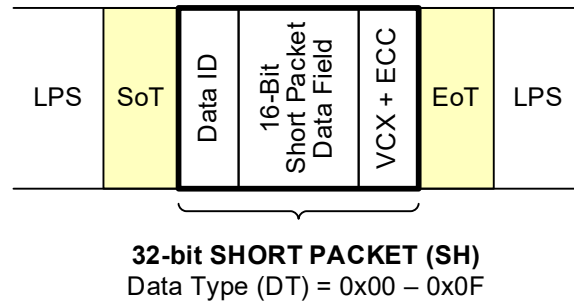 LPS
SoT
Data ID
16-Bit
Short Packet
Data Field
VCX + ECC
EoT
LPS
32-bit SHORT PACKET (SH)
Data Type (DT) = 0x00 – 0x0F